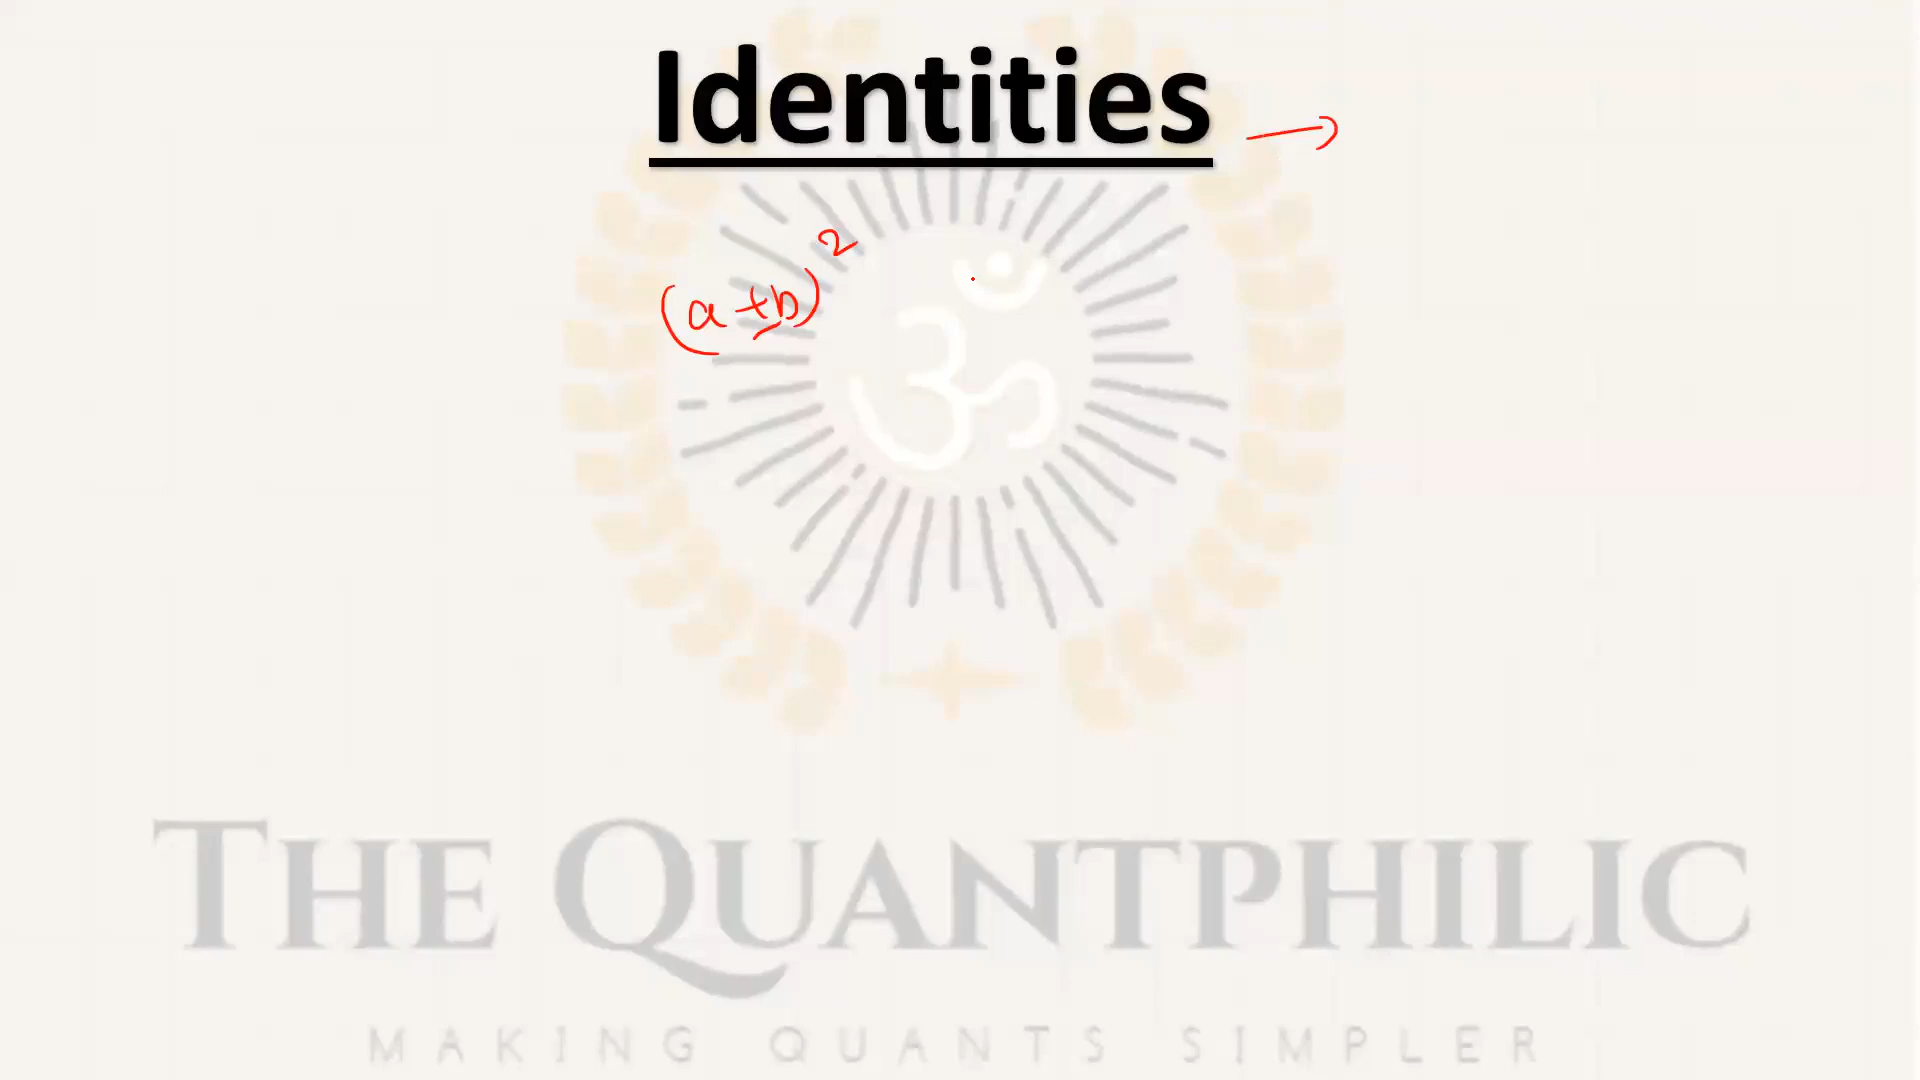 Identities
(a+b)²
ॐ
THE QUANTPHILIC
MAKING QUANTS SIMPLER